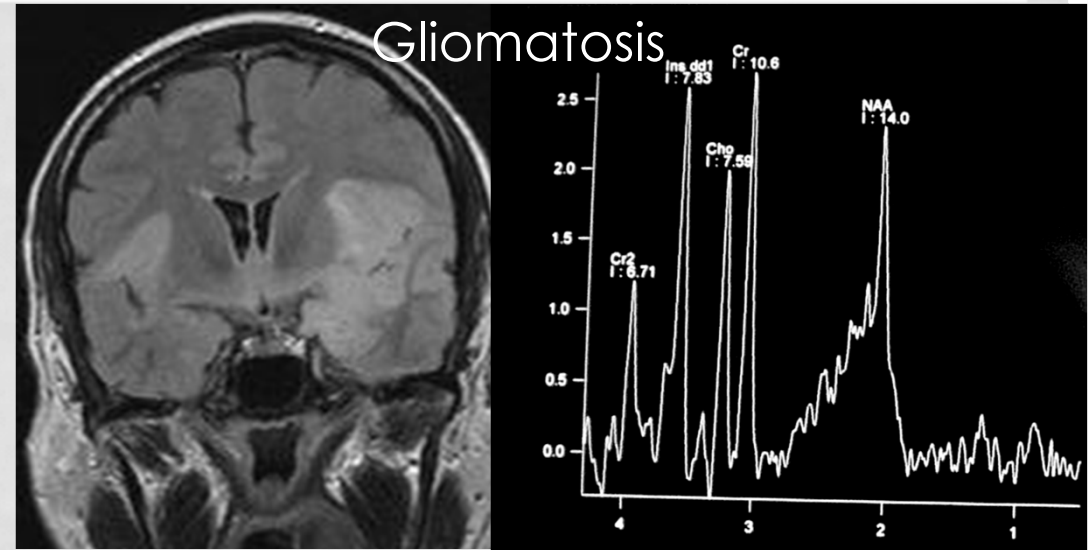 Gliomatosis
Ins dd1
I : 7.83
Cr
I : 10.6
NAA
I : 14.0
Cho
I : 7.59
Cr2
I : 6.71
2.5
2.0
1.5
1.0
0.5
0.0
4
3
2
1